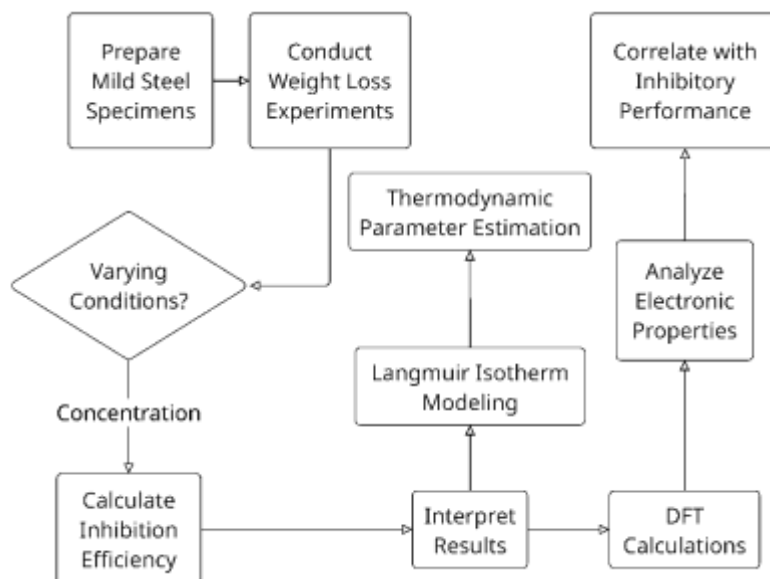 Prepare
Mild Steel
Specimens
Conduct
Weight Loss
Experiments
Correlate with
Inhibitory
Performance
Thermodynamic
Parameter Estimation
Varying
Conditions?
Analyze
Electronic
Properties
Langmuir Isotherm
Modeling
Concentration
Calculate
Inhibition
Efficiency
Interpret
Results
DFT
Calculations